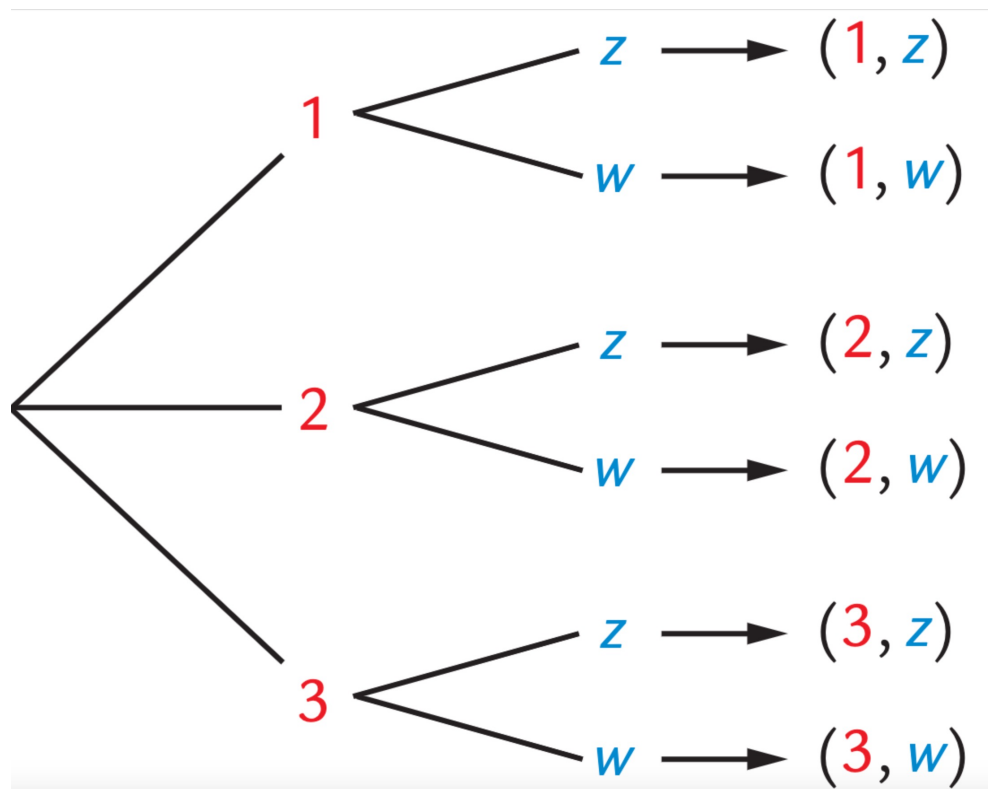 z (1, z)
1
w (1, w)
z (2, z)
2
w (2, w)
z (3, z)
3
w (3, w)